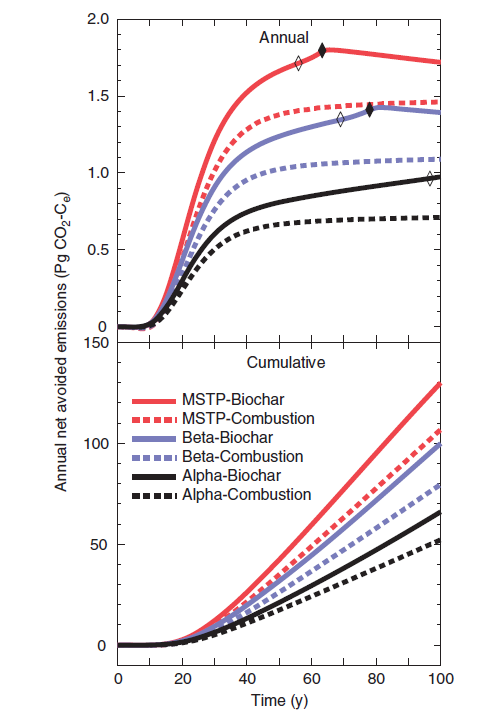 2.0
Annual
1.5
1.0
0.5
0
Annual net avoided emissions (Pg CO2-Ce)
150
Cumulative
MSTP-Biochar
MSTP-Combustion
100
Beta-Biochar
Beta-Combustion
Alpha-Biochar
Alpha-Combustion
50
0
0 20 40 60 80 100
Time (y)